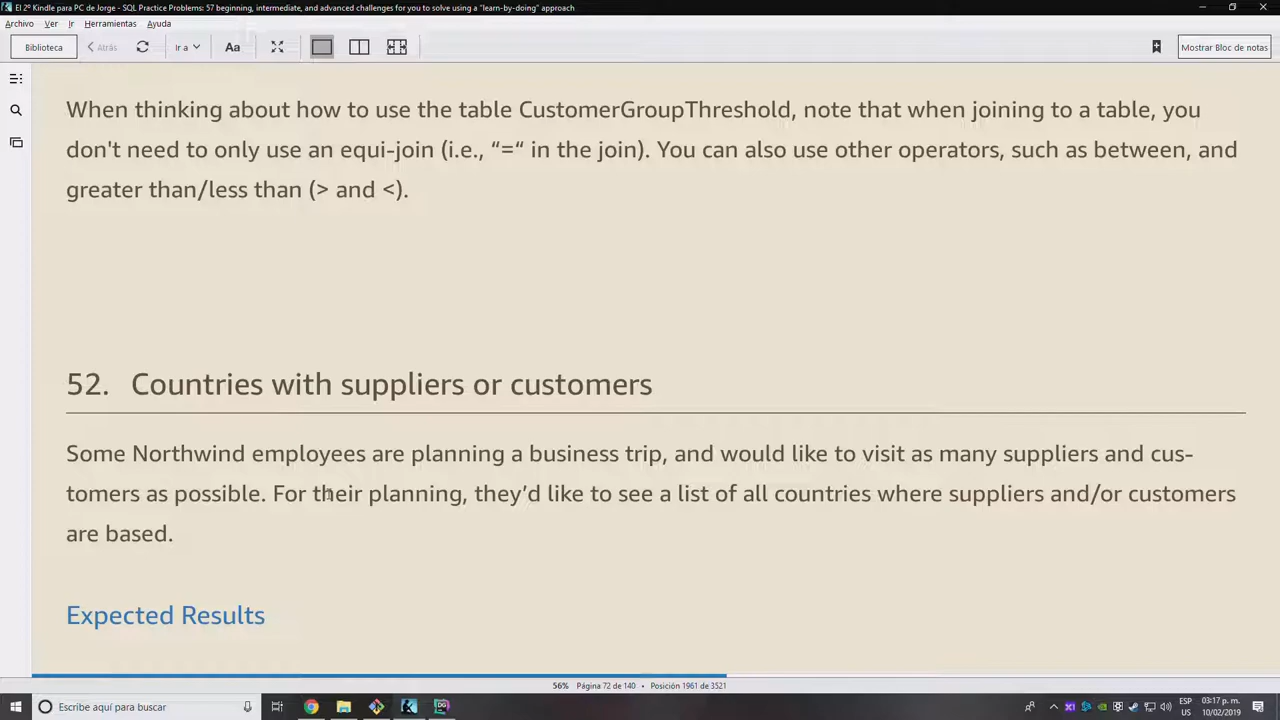 El 2º Kindle para PC de Jorge - SQL Practice Problems: 57 beginning, intermediate, and advanced challenges for you to solve using a "learn-by-doing" approach
Archivo Ver Ir Herramientas Ayuda
Biblioteca Atrás Ir a Aa Mostrar Bloc de notas
When thinking about how to use the table CustomerGroupThreshold, note that when joining to a table, you
don't need to only use an equi-join (i.e., “=“ in the join). You can also use other operators, such as between, and
greater than/less than (> and <).
52. Countries with suppliers or customers
Some Northwind employees are planning a business trip, and would like to visit as many suppliers and cus-
tomers as possible. For their planning, they’d like to see a list of all countries where suppliers and/or customers
are based.
Expected Results
56% Página 72 de 140 • Posición 1961 de 3521
Escribe aquí para buscar
ESP 03:17 p. m.
US 10/02/2019